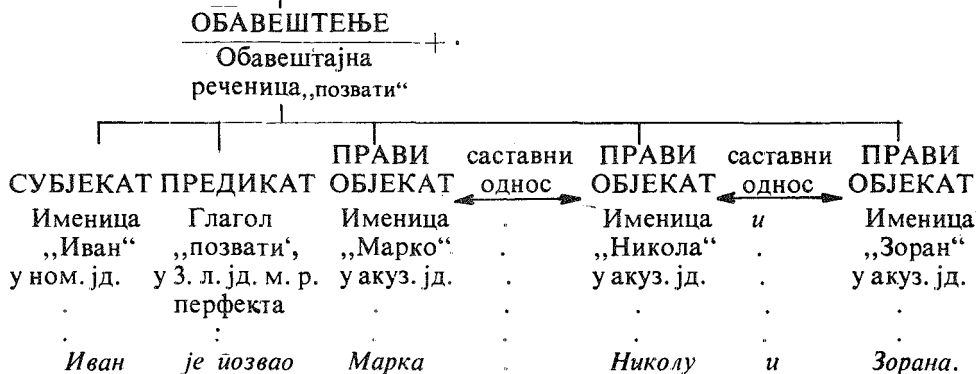 ОБАВЕШТЕЊЕ + .
Обавештајна
реченица „позвати“
ПРАВИ саставни ПРАВИ саставни ПРАВИ
СУБЈЕКАТ ПРЕДИКАТ ОБЈЕКАТ однос ОБЈЕКАТ однос ОБЈЕКАТ
Именица Глагол Именица . Именица и Именица
„Иван“ „позвати‘, „Марко“ . „Никола“ . „Зоран“
у ном. јд. у 3. л. јд. м. р. у акуз. јд. . у акуз. јд. . у акуз. јд.
. перфекта . . . . .
. : . . . . .
Иван је позвао Марка . Николу и Зорана.